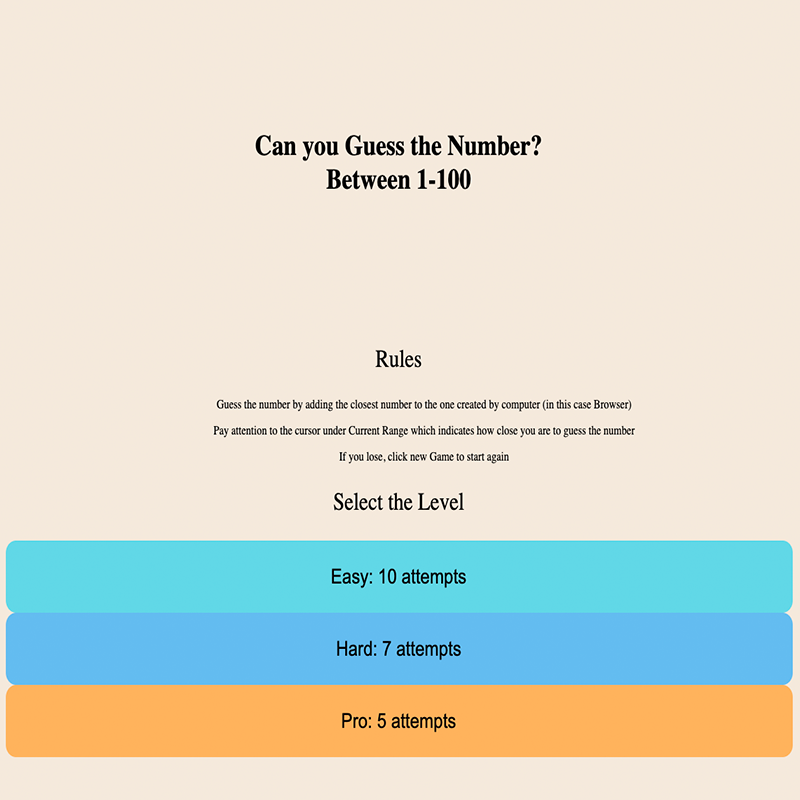 Can you Guess the Number?
Between 1-100
Rules
Guess the number by adding the closest number to the one created by computer (in this case Browser)
Pay attention to the cursor under Current Range which indicates how close you are to guess the number
If you lose, click new Game to start again
Select the Level
Easy: 10 attempts
Hard: 7 attempts
Pro: 5 attempts